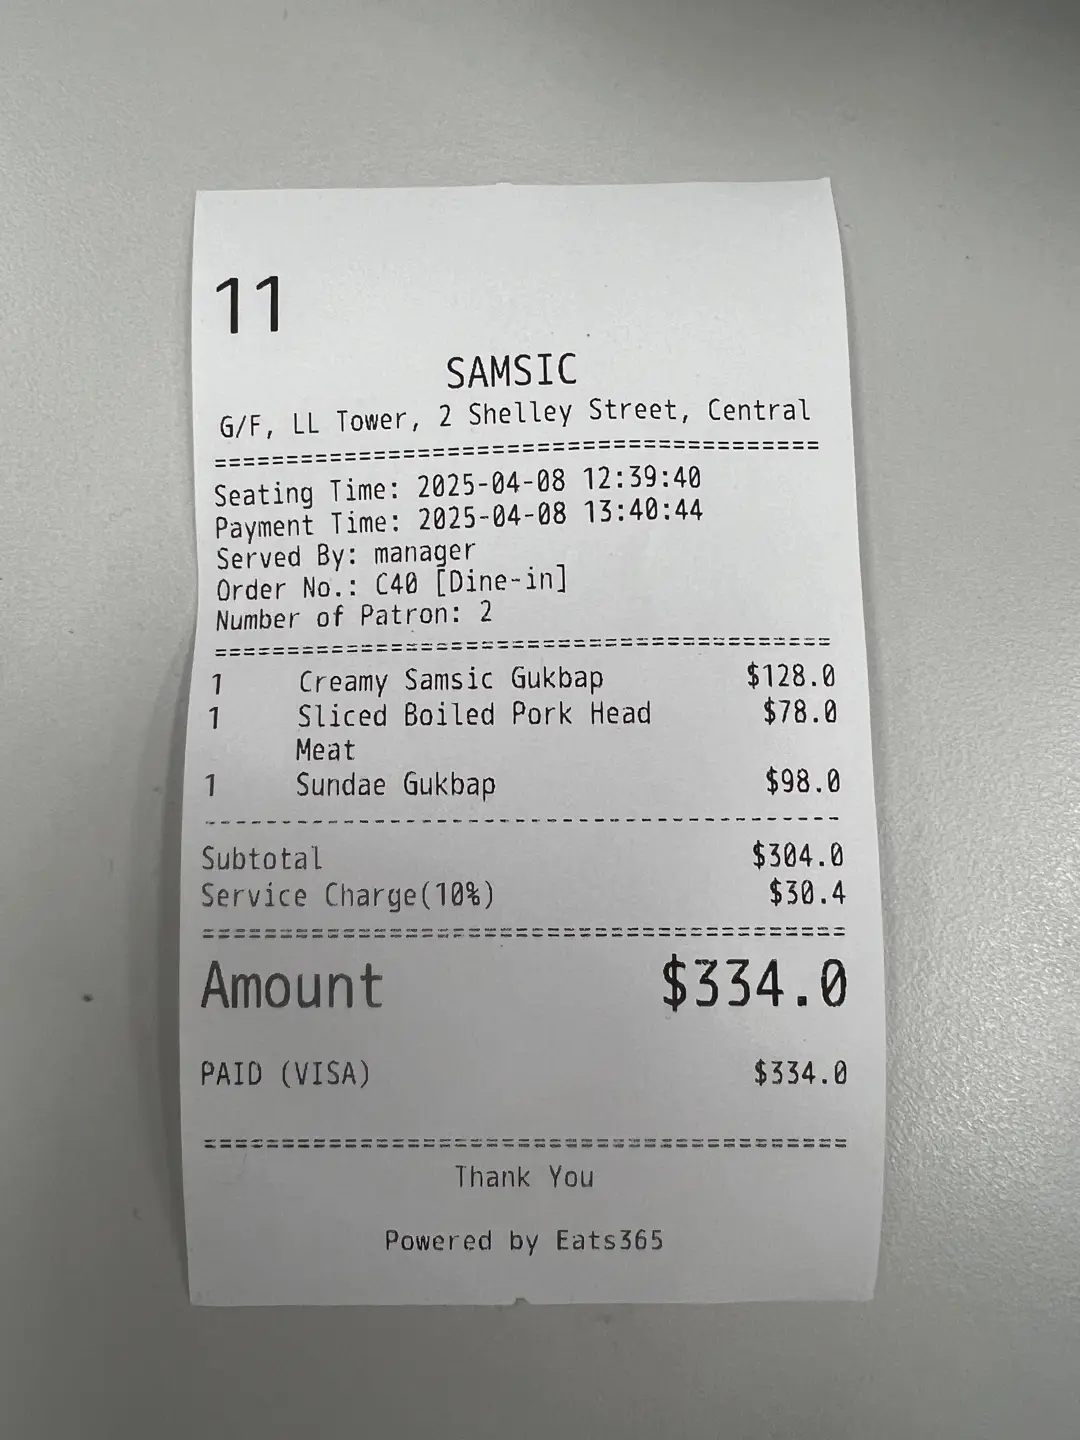 11
SAMSIC
G/F, LL Tower, 2 Shelley Street, Central
==========================================
Seating Time: 2025-04-08 12:39:40
Payment Time: 2025-04-08 13:40:44
Served By: manager
Order No.: C40 [Dine-in]
Number of Patron: 2
==========================================
1 Creamy Samsic Gukbap $128.0
1 Sliced Boiled Pork Head $78.0
Meat
1 Sundae Gukbap $98.0
------------------------------------------
Subtotal $304.0
Service Charge(10%) $30.4
==========================================
Amount $334.0
PAID (VISA) $334.0
==========================================
Thank You
Powered by Eats365